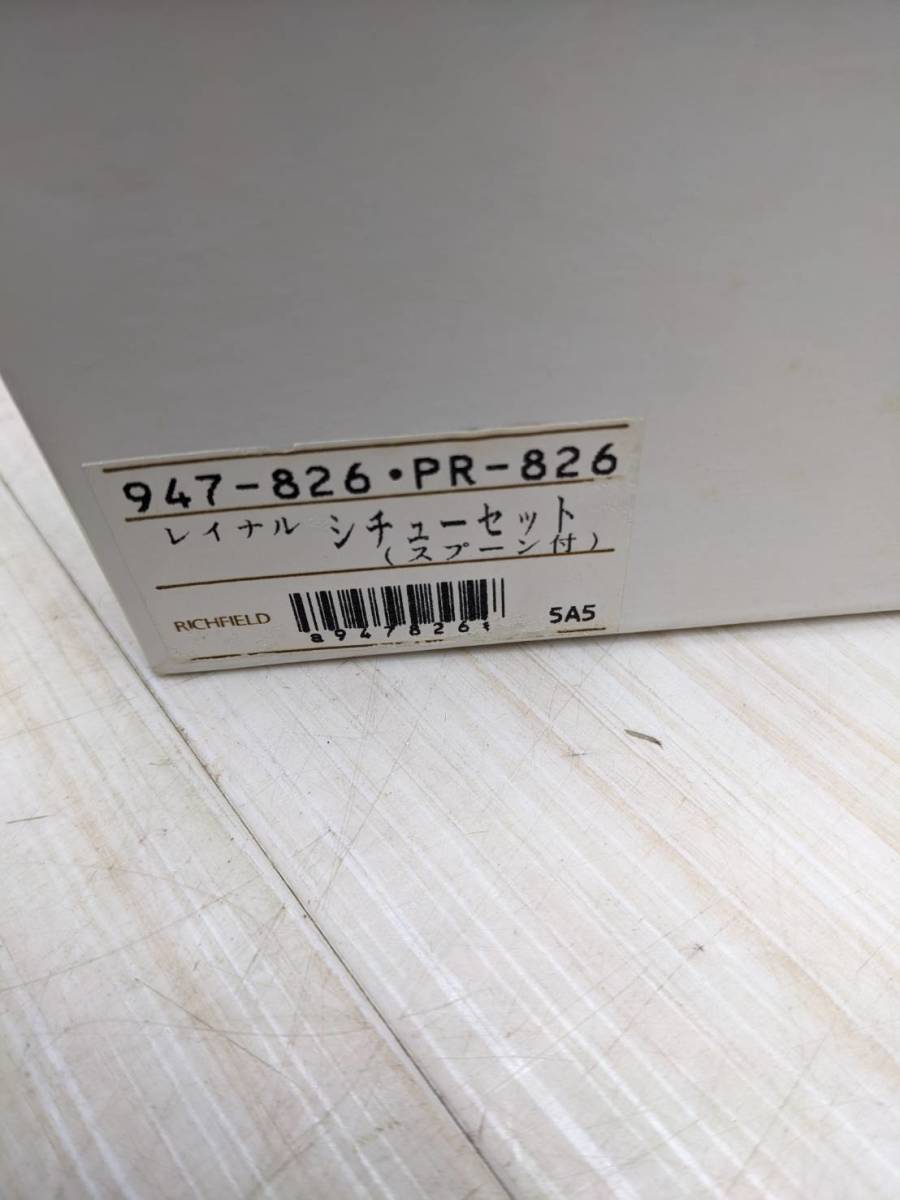 947-826・PR-826
レイナル シチューセット
(スプーン付)
RICHFIELD 5A5
a947826